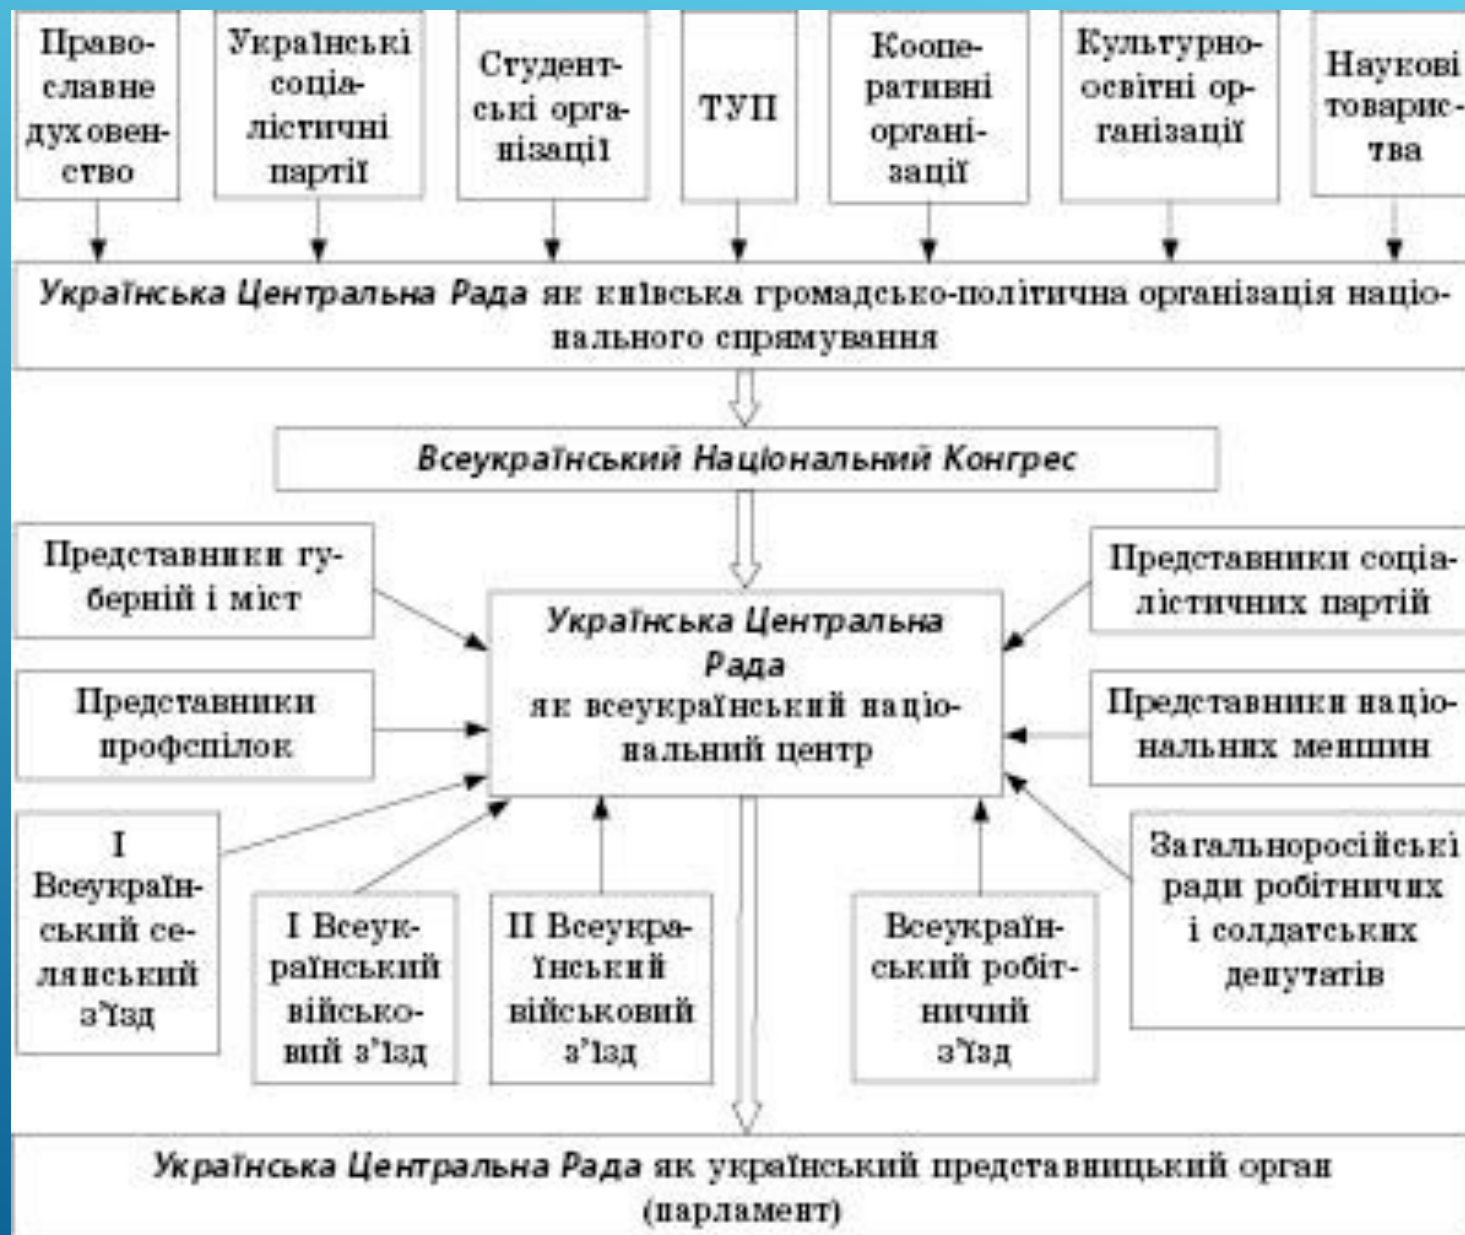 Право-
славне
духовен-
ство
Українські
соціа-
лістичні
партії
Студент-
ські орга-
нізації
ТУП
Коопе-
ративні
органі-
зації
Культурно-
освітні ор-
ганізації
Наукові
товарис-
тва
Українська Центральна Рада як київська громадсько-політична організація націо-
нального спрямування
Всеукраїнський Національний Конгрес
Представники гу-
берній і міст
Представники соціа-
лістичних партій
Українська Центральна
Рада
як всеукраїнський націо-
нальний центр
Представники
профспілок
Представники націо-
нальних меншин
І
Всеукраїн-
ський се-
лянський
з’їзд
І Всеук-
раїнський
військо-
вий з’їзд
ІІ Всеукра-
їнський
військовий
з’їзд
Всеукраїн-
ський робіт-
ничий
з’їзд
Загальноросійські
ради робітничих
і солдатських
депутатів
Українська Центральна Рада як український представницький орган
(парламент)